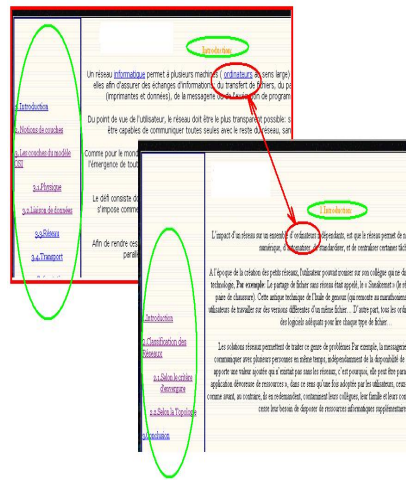 Introduction
Un réseau informatique permet à plusieurs machines ( ordinateurs au sens large)
elles afin d'assurer des échanges d'informations: du transfert de fichiers, du pa
(imprimantes et données), de la messagerie ou de l'exécution de program
Du point de vue de l'utilisateur, le réseau doit être le plus transparent possible: s
être capables de communiquer toutes seules avec le reste du réseau, san
Comme pour le mond
l'émergence de tout
Le défi consiste do
s'impose comme
Afin de rendre ces
parallè
1.Introduction
2.Notions de couches
3.Les couches du modèle
OSI
3.1.Physique
3.2.Liaison de données
3.3.Réseau
3.4.Transport
1.Introduction
L'impact d'un réseau sur un ensemble d'ordinateurs indépendants, est que le réseau permet de n
numérique, d'automatiser, de standardiser, et de centraliser certaines tâch
A l'époque de la création des petits réseaux, l'utilisateur pouvait tourner son collègue qui
technologie, Par exemple: Le partage de fichier sans réseau était appelé, le « Sneakernet » (le
paire de chaussure). Cette antique technique de l'huile de genoux (qui remonte au marathonien
utilisateurs de travailler sur des versions différentes d'un même fichier… D'autre part, tous les ordi
des logiciels adéquats pour lire chaque type de fichier…
Les solutions réseaux permettent de traiter ce genre de problèmes Par exemple, la messagerie
communiquer avec plusieurs personnes en même temps, indépendamment de la disponibilité de
apporte une valeur ajoutée qui n'existait pas sans les réseaux, c'est pourquoi, elle peut être
application dévoreuse de ressources », dans ce sens qu'une fois adoptée par les utilisateurs, ceux
comme avant, au contraire, ils en redemandent, contaminent leurs collègues, leur famille et leurs
cesse leur besoin de disposer de ressources informatiques supplémentaires
.Introduction
2.Classification des
Réseaux
2.1.Selon le critère
d'envergure
2.2.Selon la Topologie
3.Conclusion